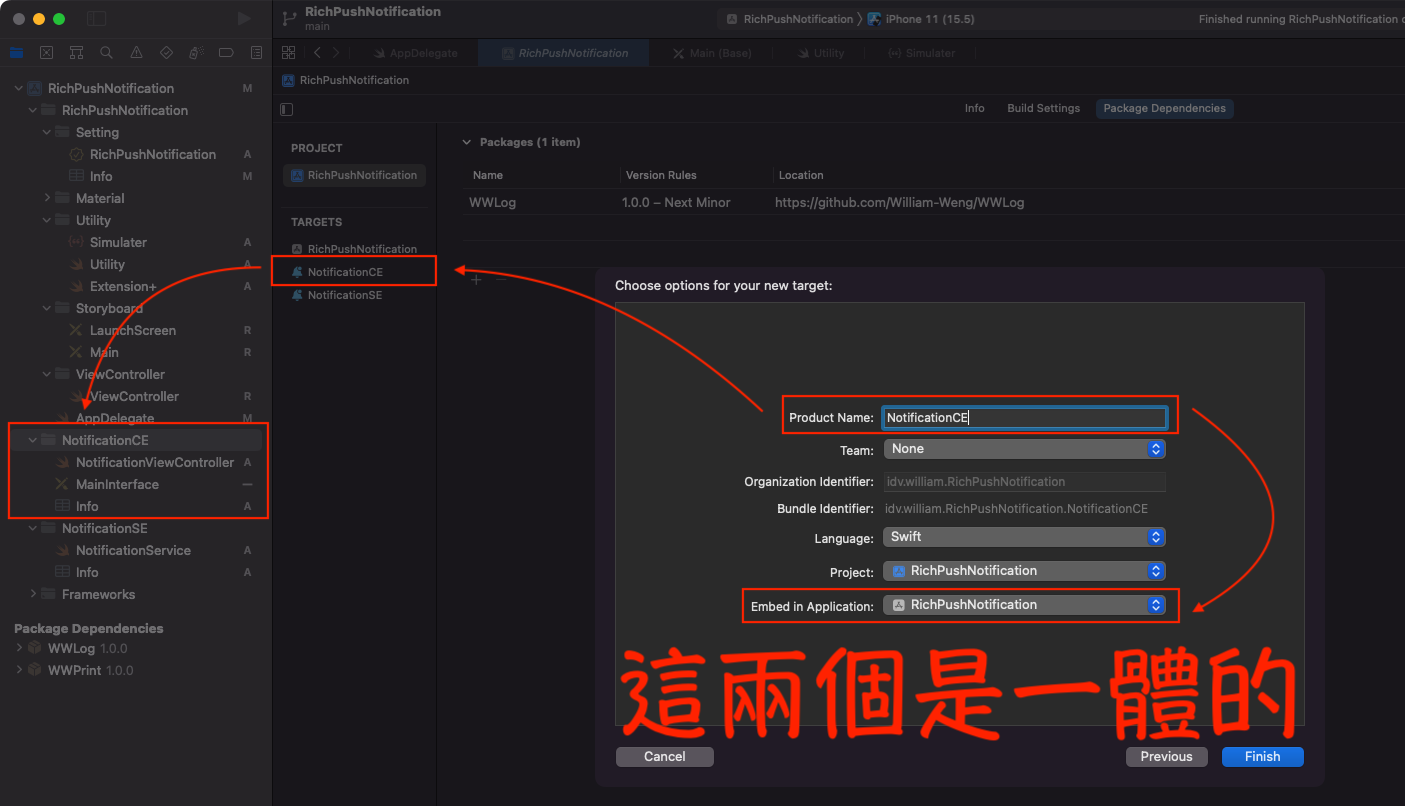 RichPushNotification
main
RichPushNotification 〉 iPhone 11 (15.5)
Finished running RichPushNotification
AppDelegate
RichPushNotification
Main (Base)
Utility
Simulater
RichPushNotification M
RichPushNotification
Setting
RichPushNotification A
Info M
Material
Utility
Simulater A
Utility A
Extension+ A
Storyboard
LaunchScreen R
Main R
ViewController
ViewController R
AppDelegate M
NotificationCE
NotificationViewController A
MainInterface —
Info A
NotificationSE
NotificationService A
Info A
Frameworks
Package Dependencies
WWLog 1.0.0
WWPrint 1.0.0
RichPushNotification
Info Build Settings Package Dependencies
PROJECT
RichPushNotification
TARGETS
RichPushNotification
NotificationCE
NotificationSE
Packages (1 item)
Name Version Rules Location
WWLog 1.0.0 – Next Minor https://github.com/William-Weng/WWLog
Choose options for your new target:
Product Name: NotificationCE
Team: None
Organization Identifier: idv.william.RichPushNotification
Bundle Identifier: idv.william.RichPushNotification.NotificationCE
Language: Swift
Project: RichPushNotification
Embed in Application: RichPushNotification
這兩個是一體的
Cancel Previous Finish